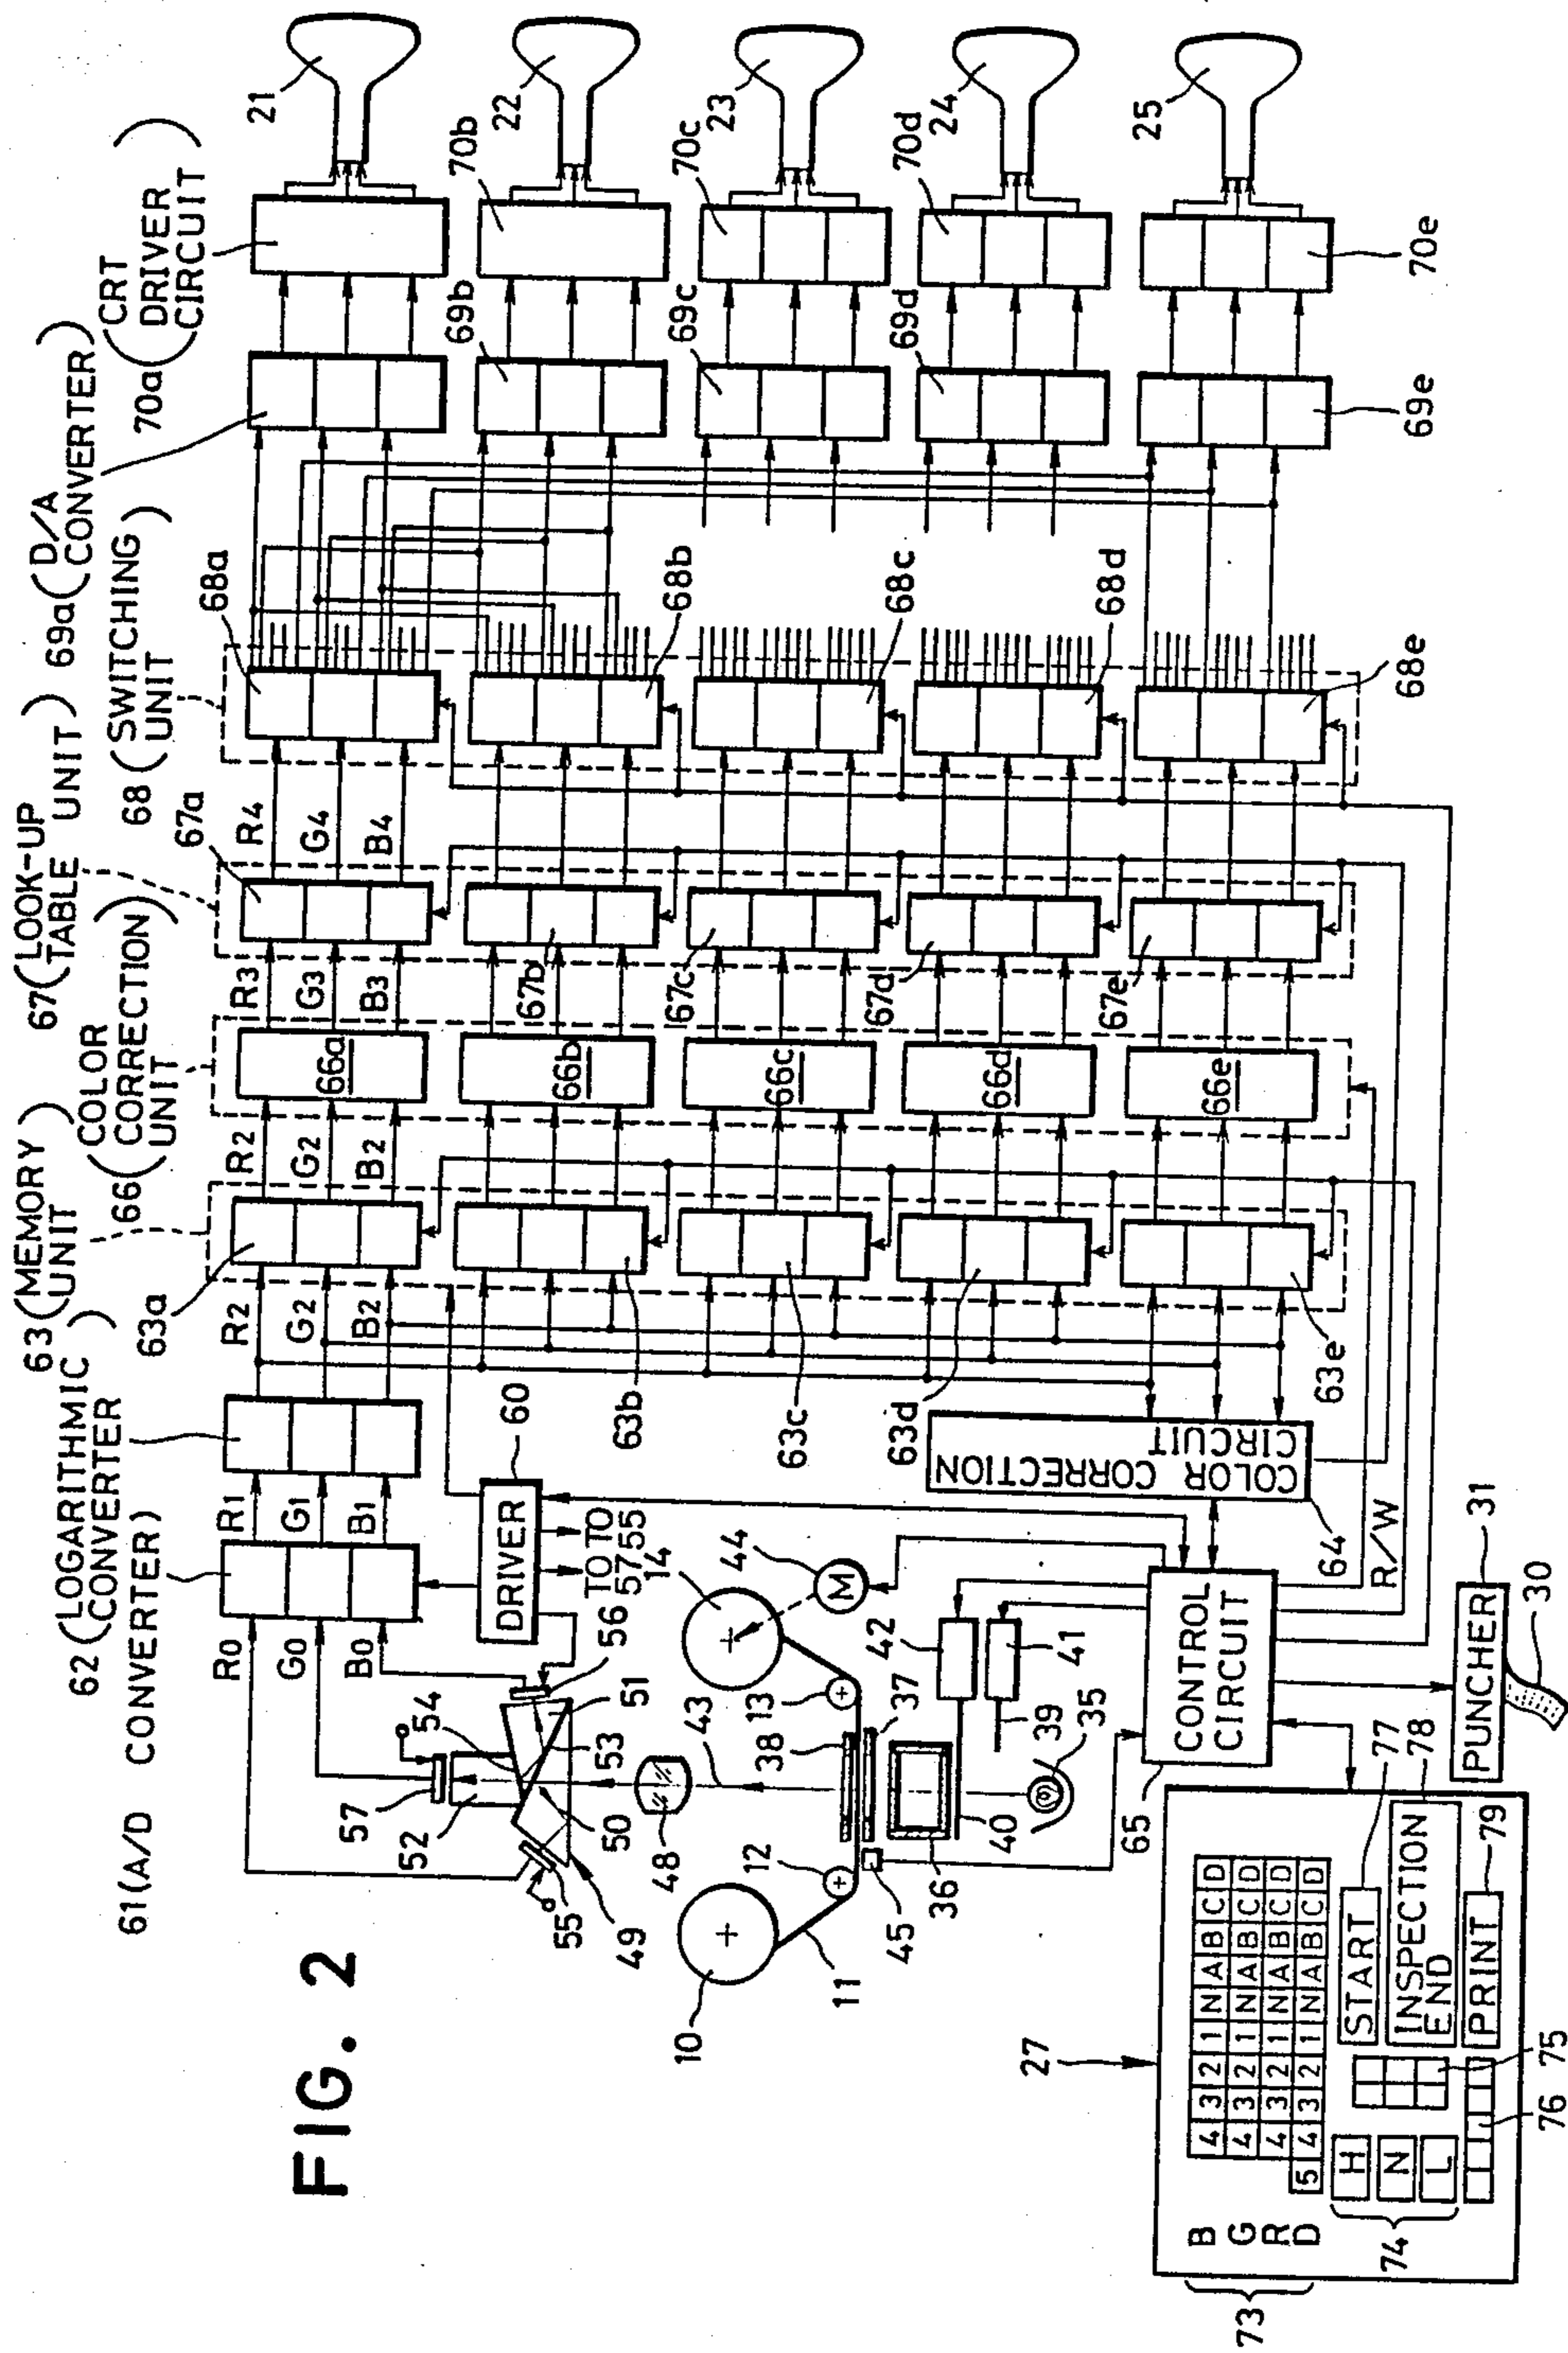 FIG. 2
61(A/D CONVERTER)
62(LOGARITHMIC CONVERTER)
63(MEMORY UNIT)
66(COLOR CORRECTION UNIT)
67(LOOK-UP TABLE UNIT)
68(SWITCHING UNIT)
69a(D/A CONVERTER)
70a(CRT DRIVER CIRCUIT)
R0
G0
B0
R1
G1
B1
R2
G2
B2
63a
R2
G2
B2
66a
R3
G3
B3
67a
R4
G4
B4
68a
21
63b
66b
67b
68b
69b
70b
22
63c
66c
67c
68c
69c
70c
23
63d
66d
67d
68d
69d
70d
24
63e
66e
67e
68e
69e
70e
25
DRIVER
60
TO 57
TO 55
57
52
54
56
51
53
50
55
49
48
43
10
11
12
13
14
44
M
45
38
37
36
40
39
35
42
41
COLOR CORRECTION CIRCUIT
64
CONTROL CIRCUIT
65
R/W
PUNCHER
31
30
27
B 4 3 2 1 N A B C D
G 4 3 2 1 N A B C D
R 4 3 2 1 N A B C D
D 5 4 3 2 1 N A B C D
73
H
N
L
74
START
77
INSPECTION END
78
PRINT
79
75
76